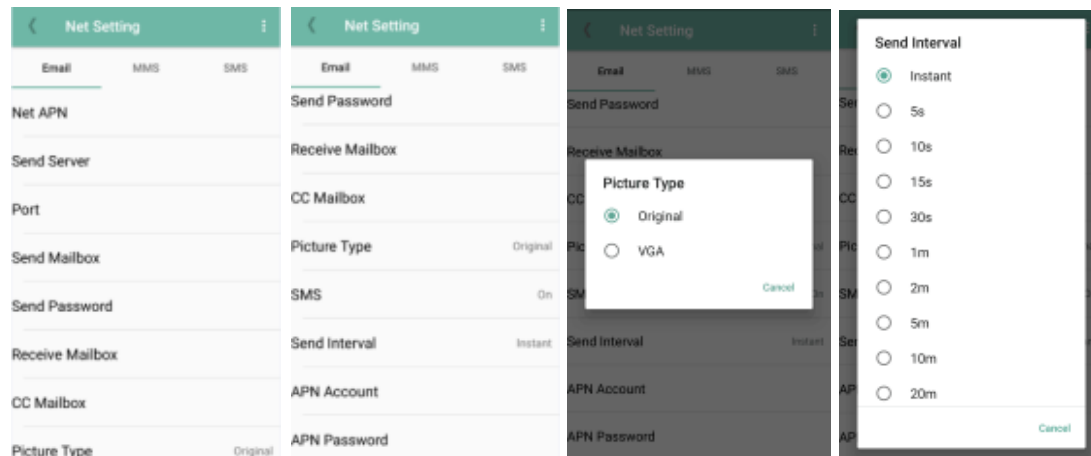 Net Setting
Email MMS SMS
Net APN
Send Server
Port
Send Mailbox
Send Password
Receive Mailbox
CC Mailbox
Picture Type Original
Net Setting
Email MMS SMS
Send Password
Receive Mailbox
CC Mailbox
Picture Type Original
SMS On
Send Interval Instant
APN Account
APN Password
Net Setting
Email MMS SMS
Send Password
Receive Mailbox
Picture Type
Original
VGA
Cancel
Send Interval Instant
APN Account
APN Password
Send Interval
Instant
5s
10s
15s
30s
1m
2m
5m
10m
20m
Cancel